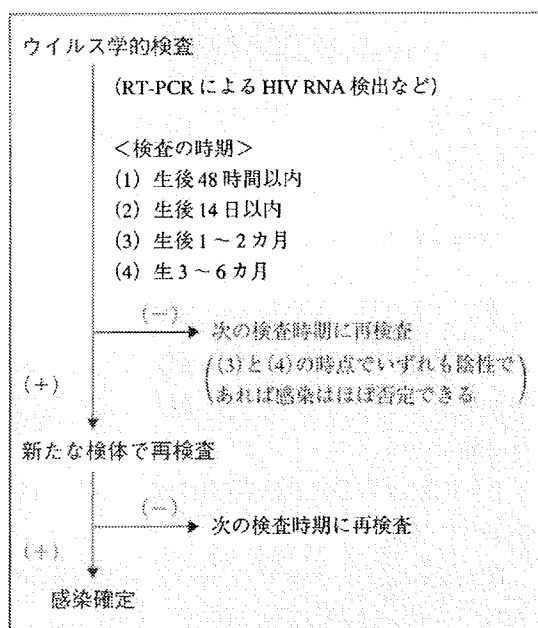 ウイルス学的検査
(RT-PCR による HIV RNA 検出など)
＜検査の時期＞
(1) 生後 48 時間以内
(2) 生後 14 日以内
(3) 生後 1 ～ 2 カ月
(4) 生 3 ～ 6 カ月
(－)
次の検査時期に再検査
((3)と(4)の時点でいずれも陰性で
あれば感染はほぼ否定できる)
(+)
新たな検体で再検査
(－)
次の検査時期に再検査
(+)
感染確定